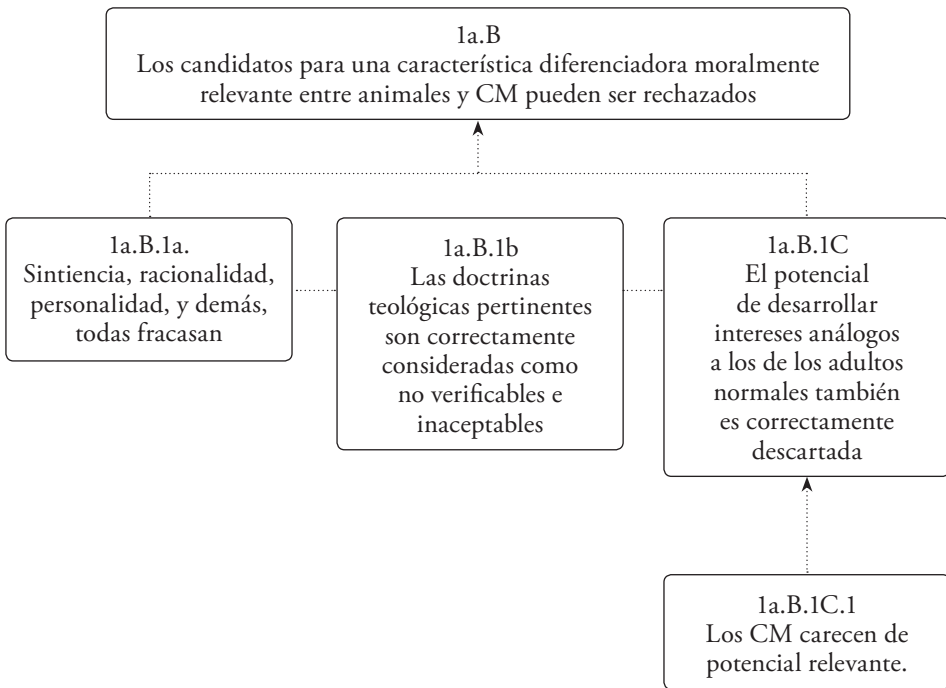 1a.B
Los candidatos para una característica diferenciadora moralmente
relevante entre animales y CM pueden ser rechazados
1a.B.1a.
Sintiencia, racionalidad,
personalidad, y demás,
todas fracasan
1a.B.1b
Las doctrinas
teológicas pertinentes
son correctamente
consideradas como
no verificables e
inaceptables
1a.B.1C
El potencial
de desarrollar
intereses análogos
a los de los adultos
normales también
es correctamente
descartada
1a.B.1C.1
Los CM carecen de
potencial relevante.